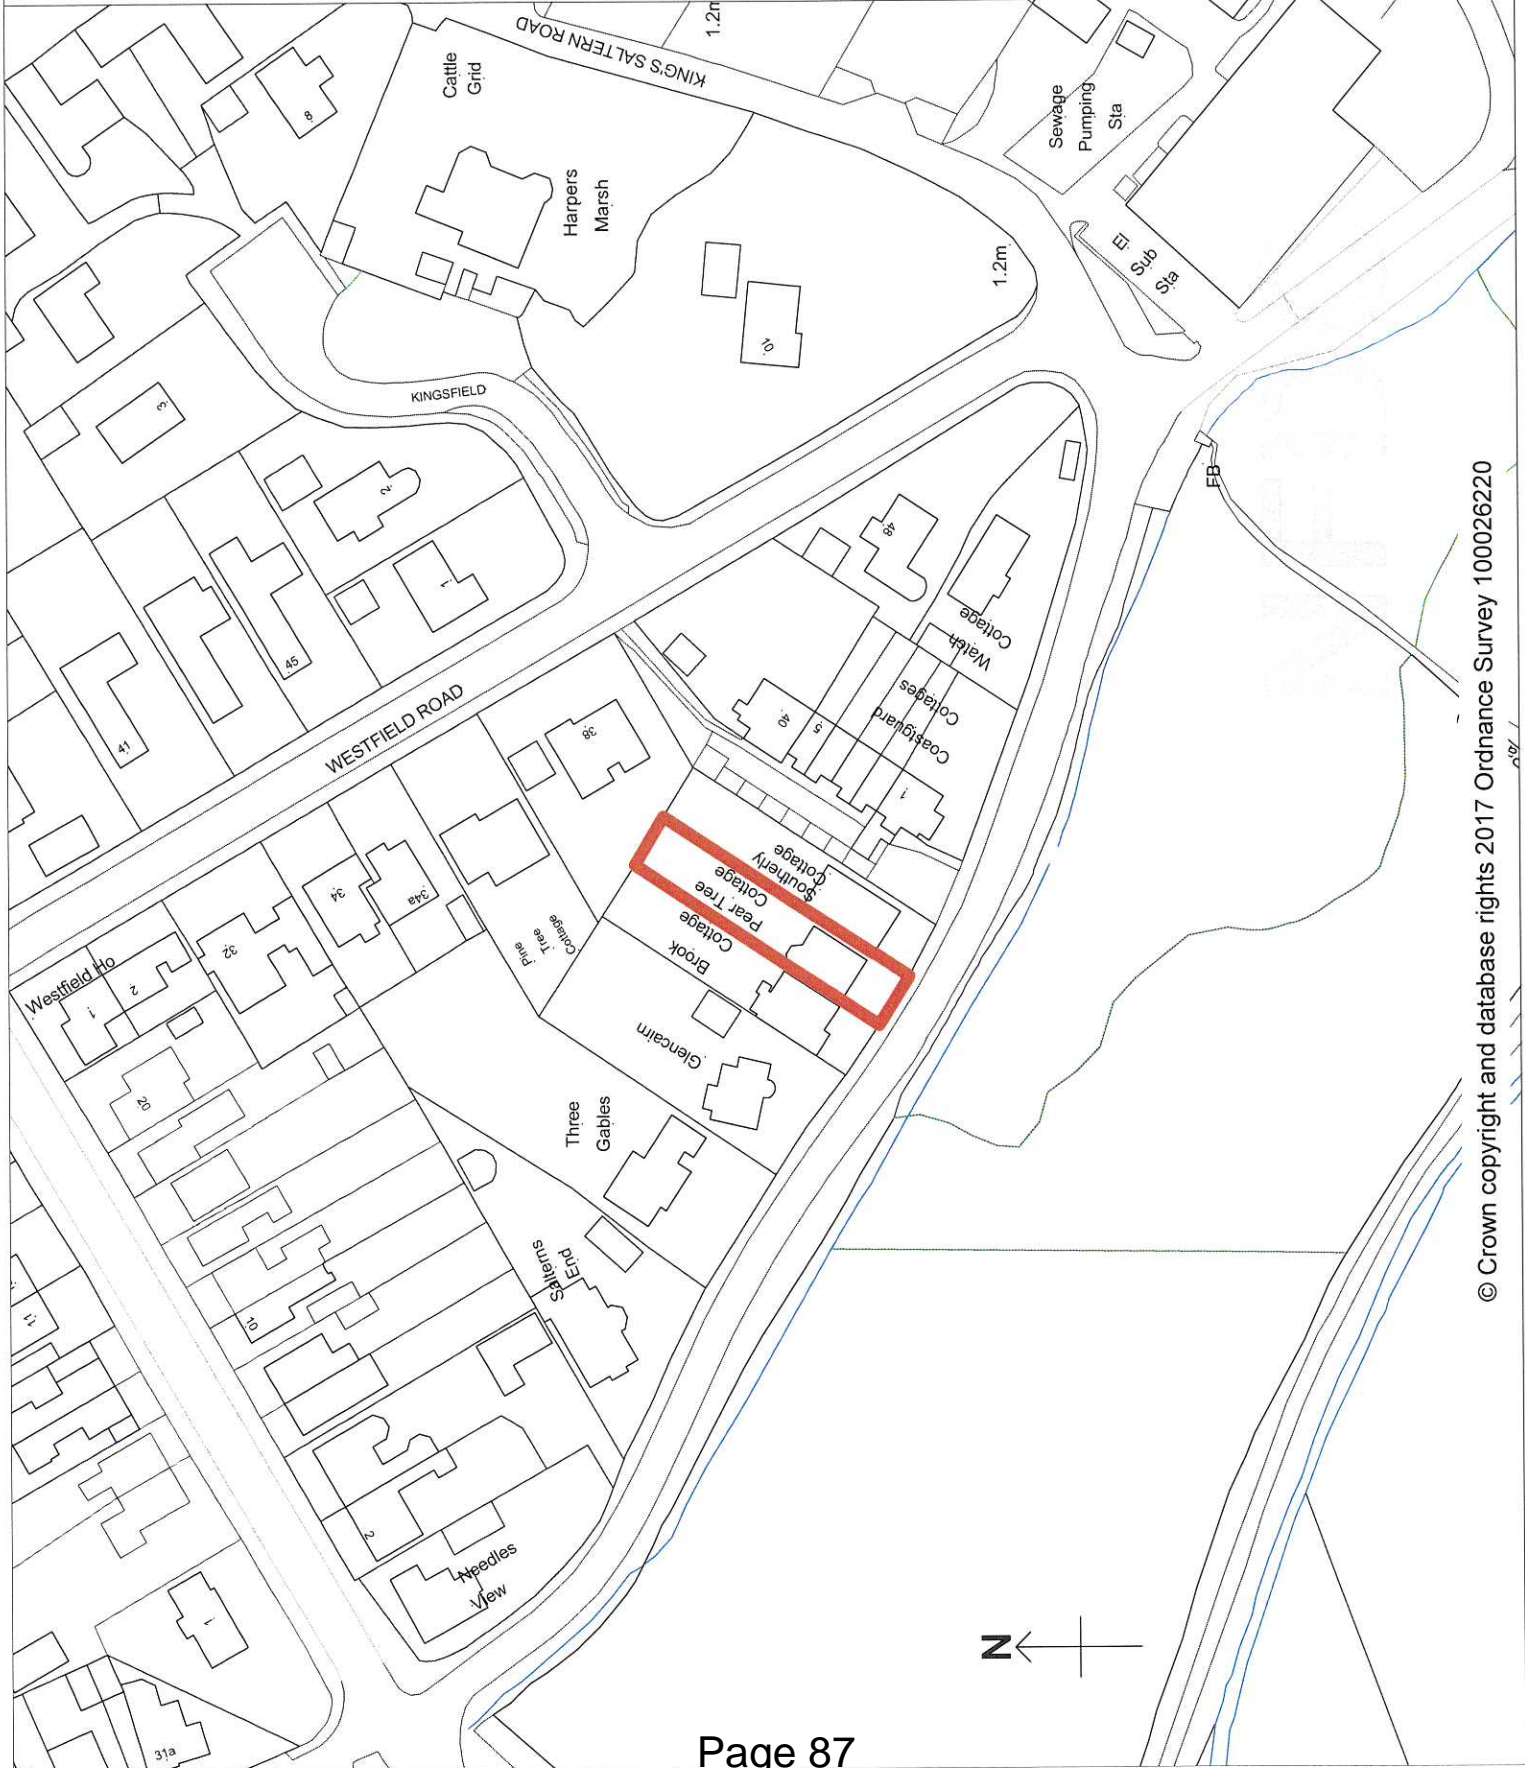 KING'S SALTERN ROAD
1.2m
Cattle
Grid
8
Sewage
Pumping
Sta
Harpers
Marsh
El
Sub
Sta
1.2m
10
KINGSFIELD
3
2
1
45
41
FB
48
Watch
Cottage
Coastguard
Cottages
40
5
1
WESTFIELD ROAD
38
34
34a
32
Pine
Tree
Cottage
Southerly
Cottage
Pear Tree
Cottage
Brook
Cottage
Glencairn
Three
Gables
Westfield Ho
1
2
20
Salterns
End
10
11
2
Needles
View
1
31a
N
© Crown copyright and database rights 2017 Ordnance Survey 100026220
Page 87